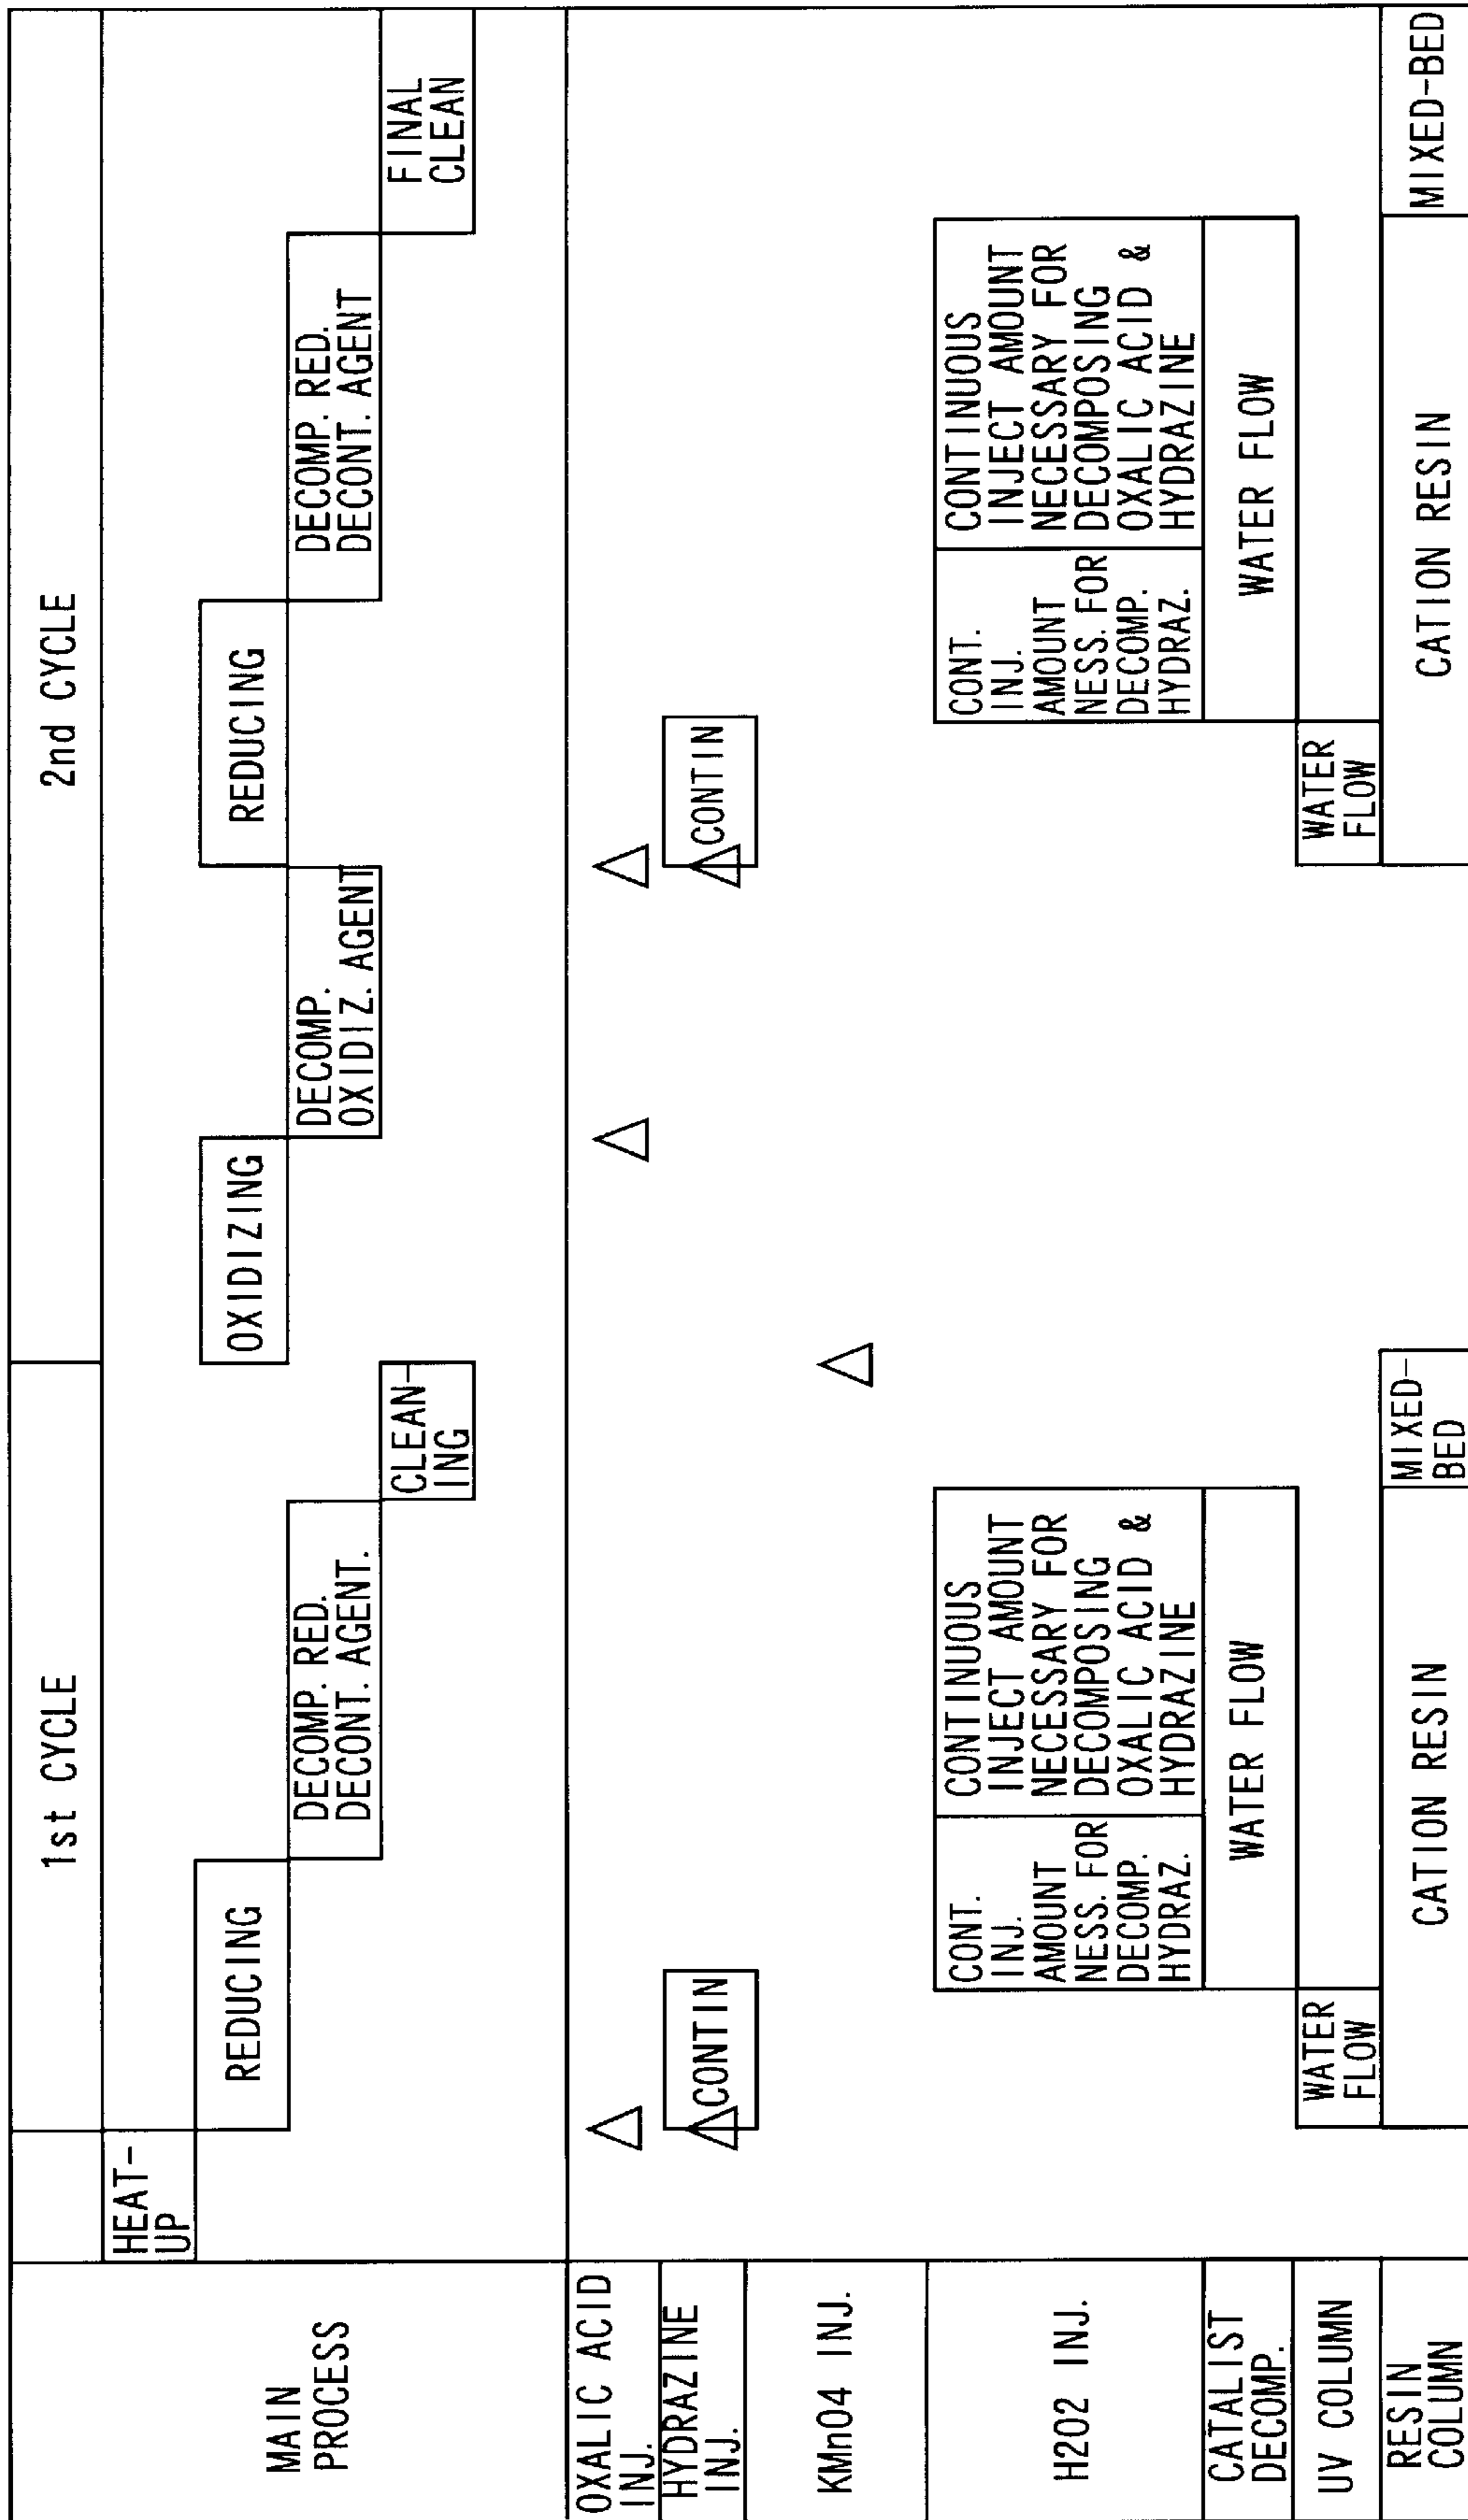 1st CYCLE
2nd CYCLE
MAIN
PROCESS
HEAT-
UP
REDUCING
DECOMP. RED.
DECONT. AGENT.
CLEAN-
ING
OXIDIZING
DECOMP.
OXIDIZ. AGENT
REDUCING
DECOMP. RED.
DECONT. AGENT
FINAL
CLEAN
OXALIC ACID
INJ.
HYDRAZINE
INJ.
CONTIN
CONTIN
KMnO4 INJ.
H2O2 INJ.
CONT.
INJ.
AMOUNT
NESS. FOR
DECOMP.
HYDRAZ.
CONTINUOUS
INJECT AMOUNT
NECESSARY FOR
DECOMPOSING
OXALIC ACID &
HYDRAZINE
CONT.
INJ.
AMOUNT
NESS. FOR
DECOMP.
HYDRAZ.
CONTINUOUS
INJECT AMOUNT
NECESSARY FOR
DECOMPOSING
OXALIC ACID &
HYDRAZINE
CATALIST
DECOMP.
WATER FLOW
WATER FLOW
UV COLUMN
WATER
FLOW
WATER
FLOW
RESIN
COLUMN
CATION RESIN
MIXED-
BED
CATION RESIN
MIXED-BED